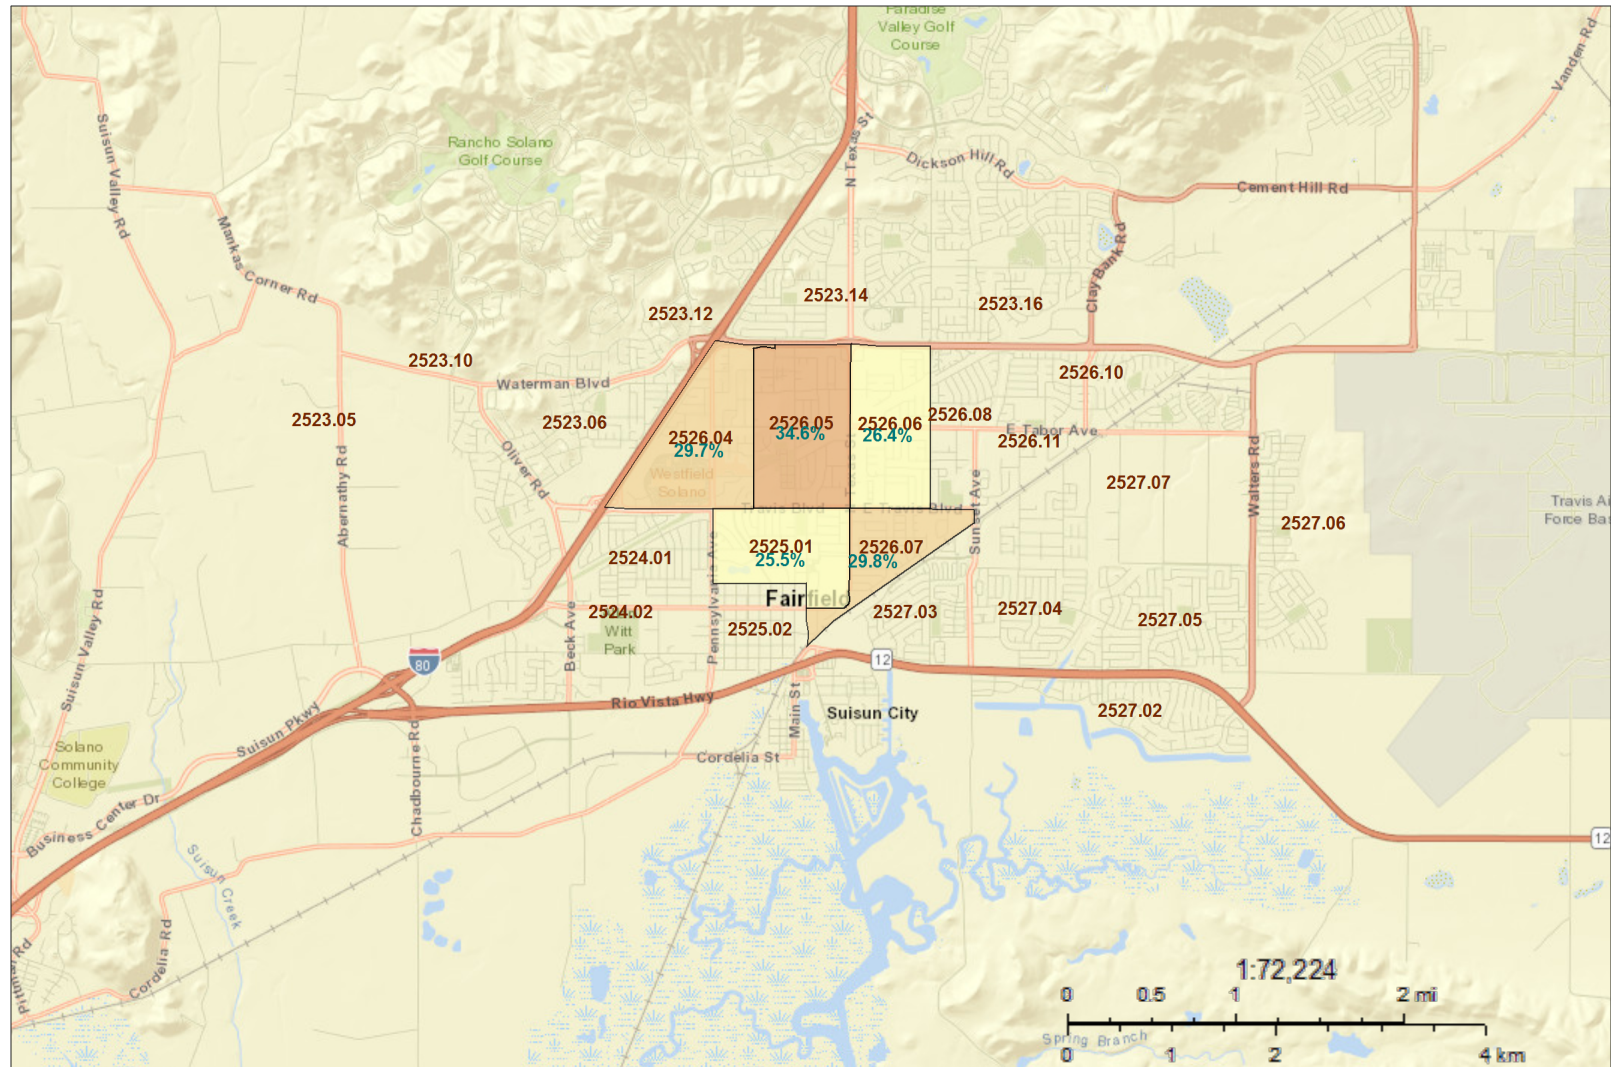 Paradise
Valley Golf
Course
Vanden Rd
N Texas St
Suisun Valley Rd
Rancho Solano
Golf Course
Dickson Hill Rd
Cement Hill Rd
Mankas Corner Rd
Clay Bank Rd
2523.14
2523.16
2523.12
2523.10
2526.10
Waterman Blvd
2523.05
2523.06
2526.04
29.7%
2526.05
34.6%
2526.06
26.4%
2526.08
E Tabor Ave
2526.11
Oliver Rd
Abernathy Rd
Westfield
Solano
2527.07
Walters Rd
Travis Ai
Force Bas
2527.06
Travis Blvd
E Travis Blvd
Sunset Ave
2524.01
2525.01
25.5%
2526.07
29.8%
Pennsylvania Ave
Suisun Valley Rd
Beck Ave
2524.02
Witt
Park
Fairfield
2525.02
2527.03
2527.04
2527.05
80
12
Rio Vista Hwy
Main St
Suisun City
2527.02
Suisun Pkwy
Solano
Community
College
Chadbourne Rd
Cordelia St
Business Center Dr
12
Suisun Creek
Cordelia Rd
Pittman Rd
1:72,224
0 0.5 1 2 mi
Spring Branch
0 1 2 4 km